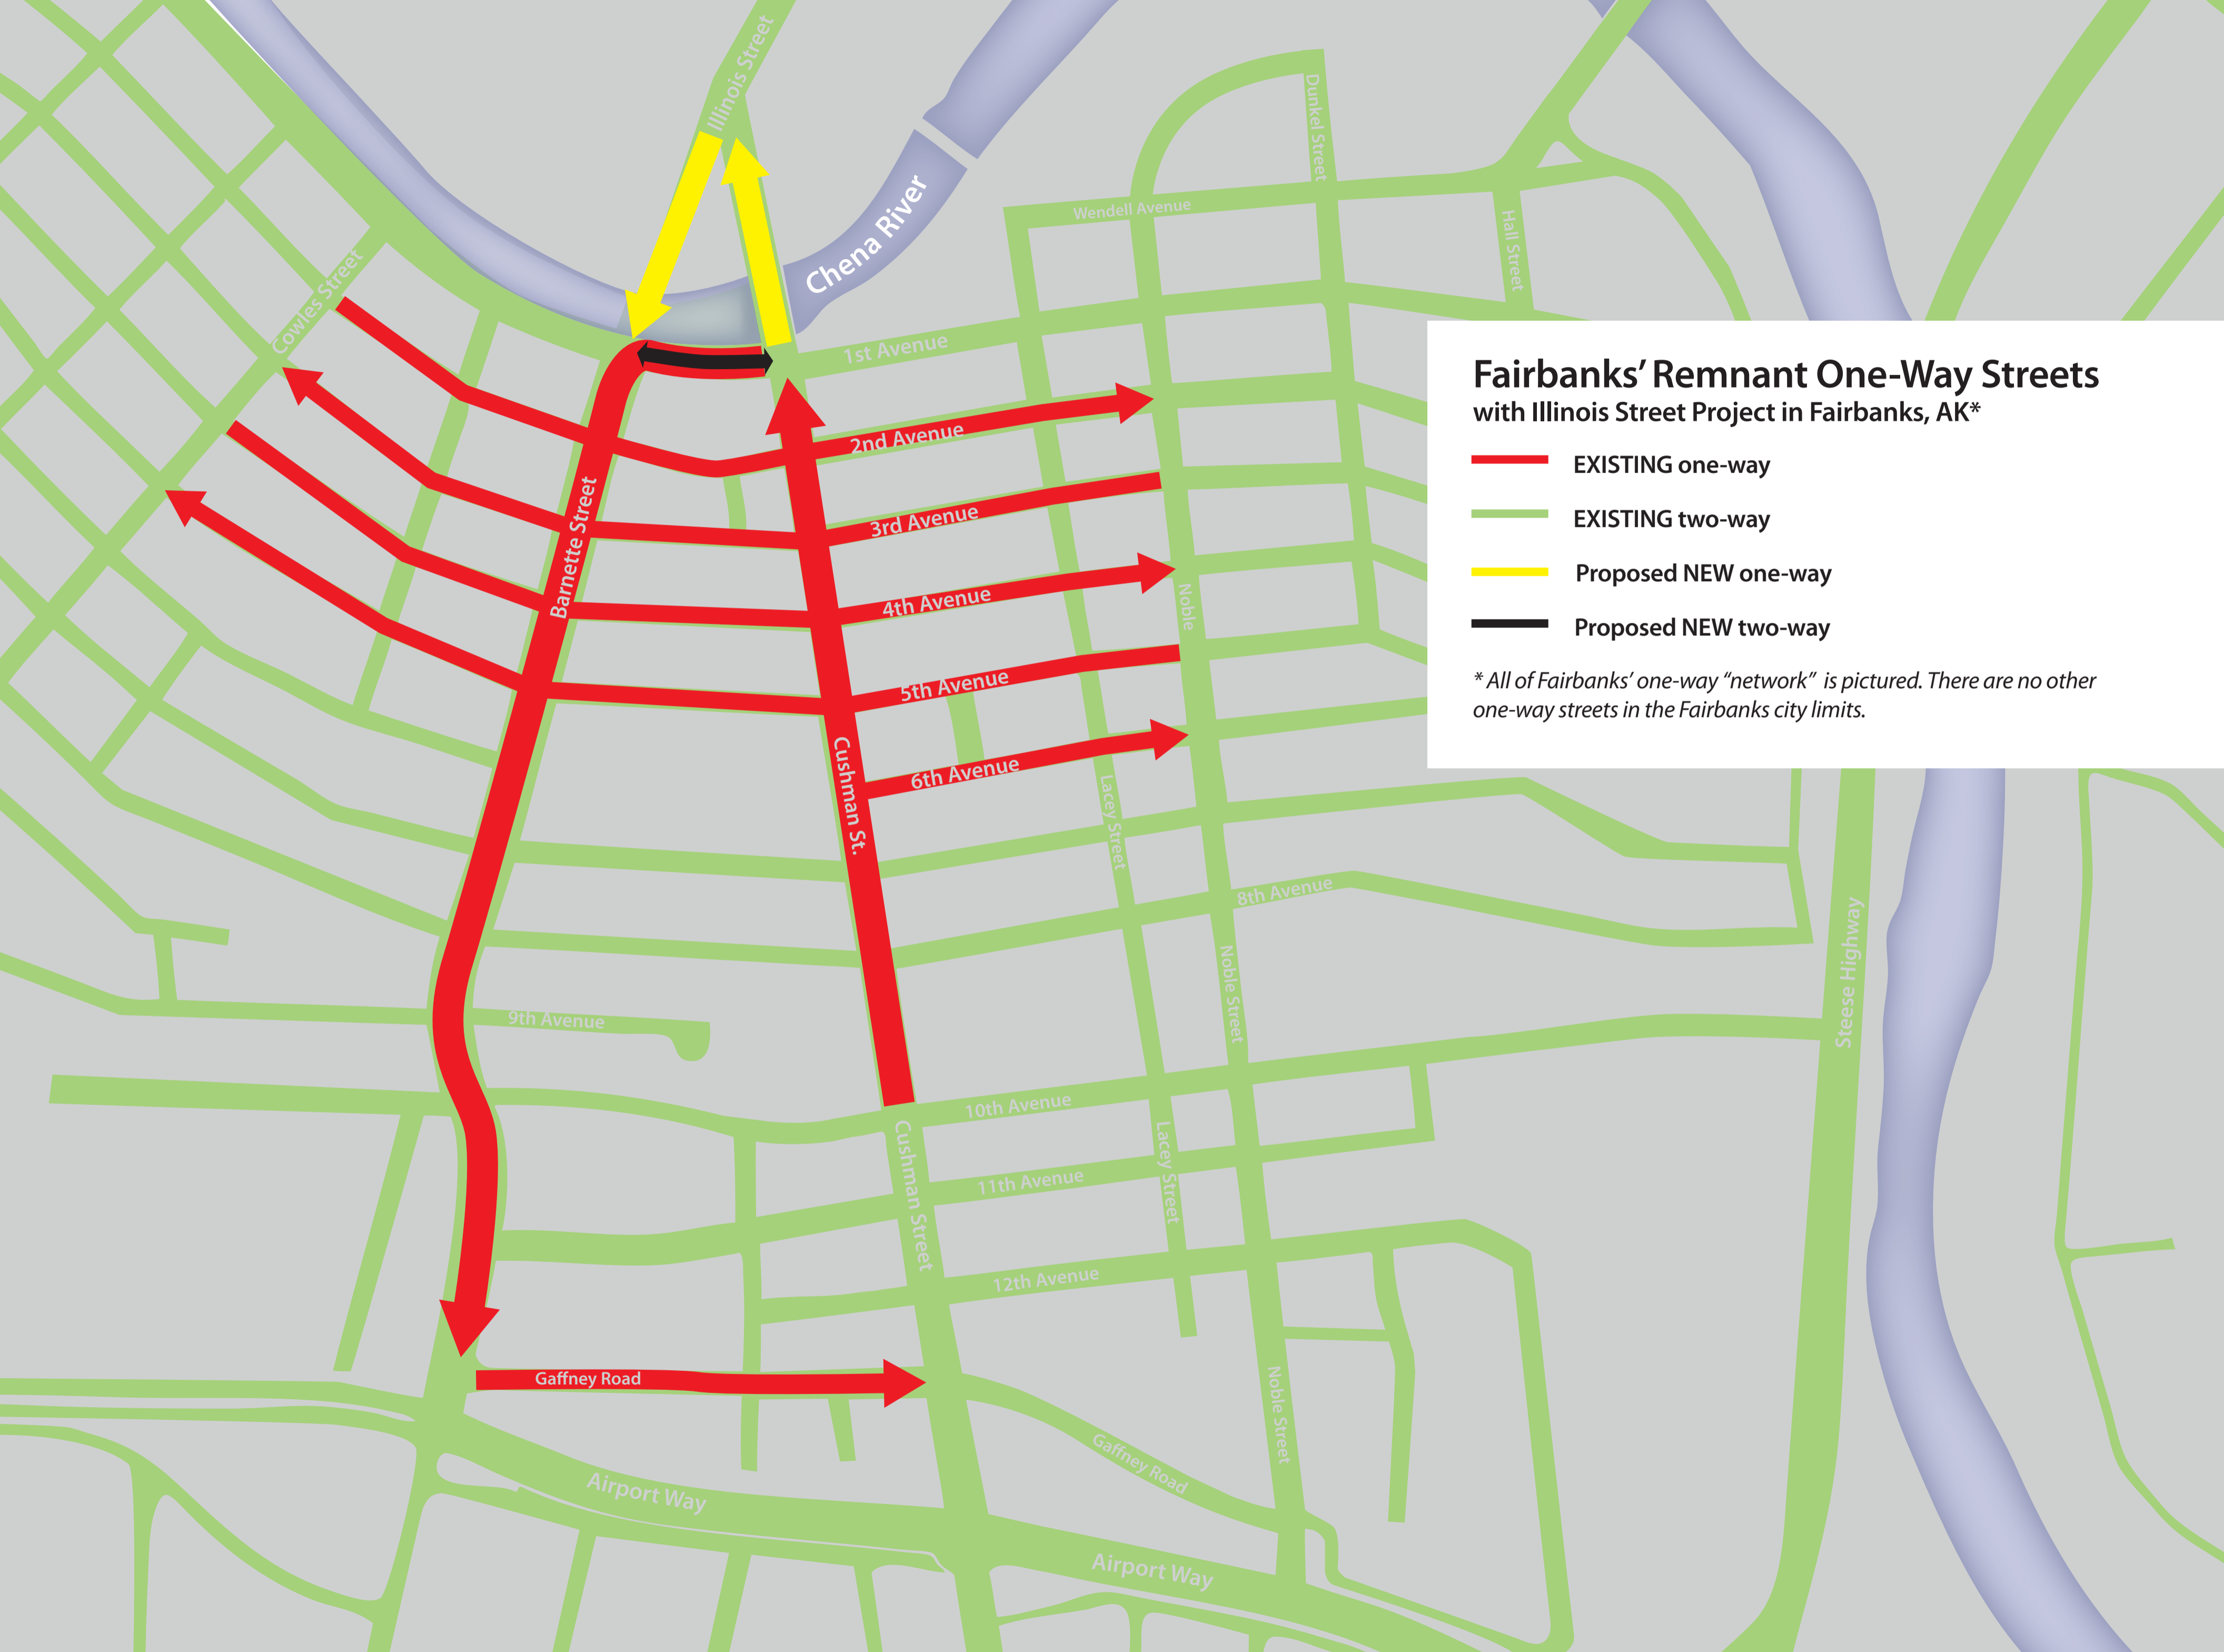 Illinois Street
Dunkel Street
Chena River
Wendell Avenue
Hall Street
Cowles Street
1st Avenue
2nd Avenue
3rd Avenue
4th Avenue
5th Avenue
6th Avenue
Barnette Street
Noble
Cushman St.
Lacey Street
8th Avenue
Noble Street
Steese Highway
9th Avenue
10th Avenue
Cushman Street
Lacey Street
11th Avenue
12th Avenue
Gaffney Road
Noble Street
Gaffney Road
Airport Way
Airport Way
Fairbanks’ Remnant One-Way Streets
with Illinois Street Project in Fairbanks, AK*
EXISTING one-way
EXISTING two-way
Proposed NEW one-way
Proposed NEW two-way
* All of Fairbanks’ one-way “network” is pictured. There are no other
one-way streets in the Fairbanks city limits.